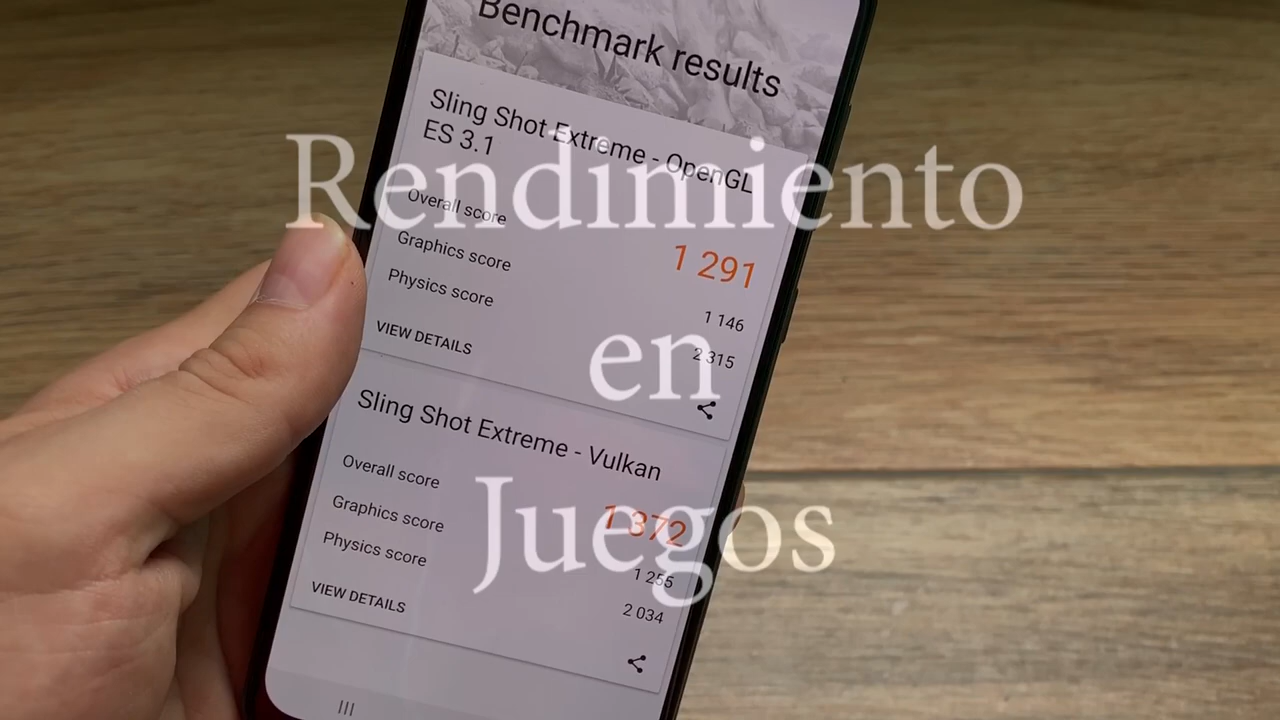 Benchmark results
Sling Shot Extreme - OpenGL
ES 3.1
Overall score
1 291
Graphics score
1 146
Physics score
2 315
VIEW DETAILS
Sling Shot Extreme - Vulkan
Overall score
1 372
Graphics score
1 255
Physics score
2 034
VIEW DETAILS
Rendimiento
en
Juegos